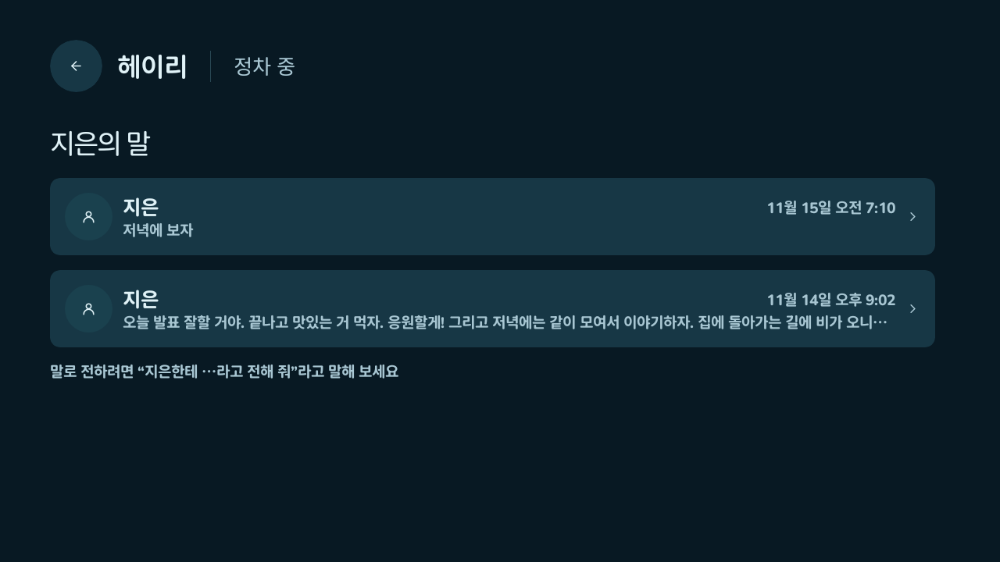 헤이리
정차 중
지은의 말
지은
11월 15일 오전 7:10
저녁에 보자
지은
11월 14일 오후 9:02
오늘 발표 잘할 거야. 끝나고 맛있는 거 먹자. 응원할게! 그리고 저녁에는 같이 모여서 이야기하자. 집에 돌아가는 길에 비가 오니…
말로 전하려면 “지은한테 …라고 전해 줘”라고 말해 보세요